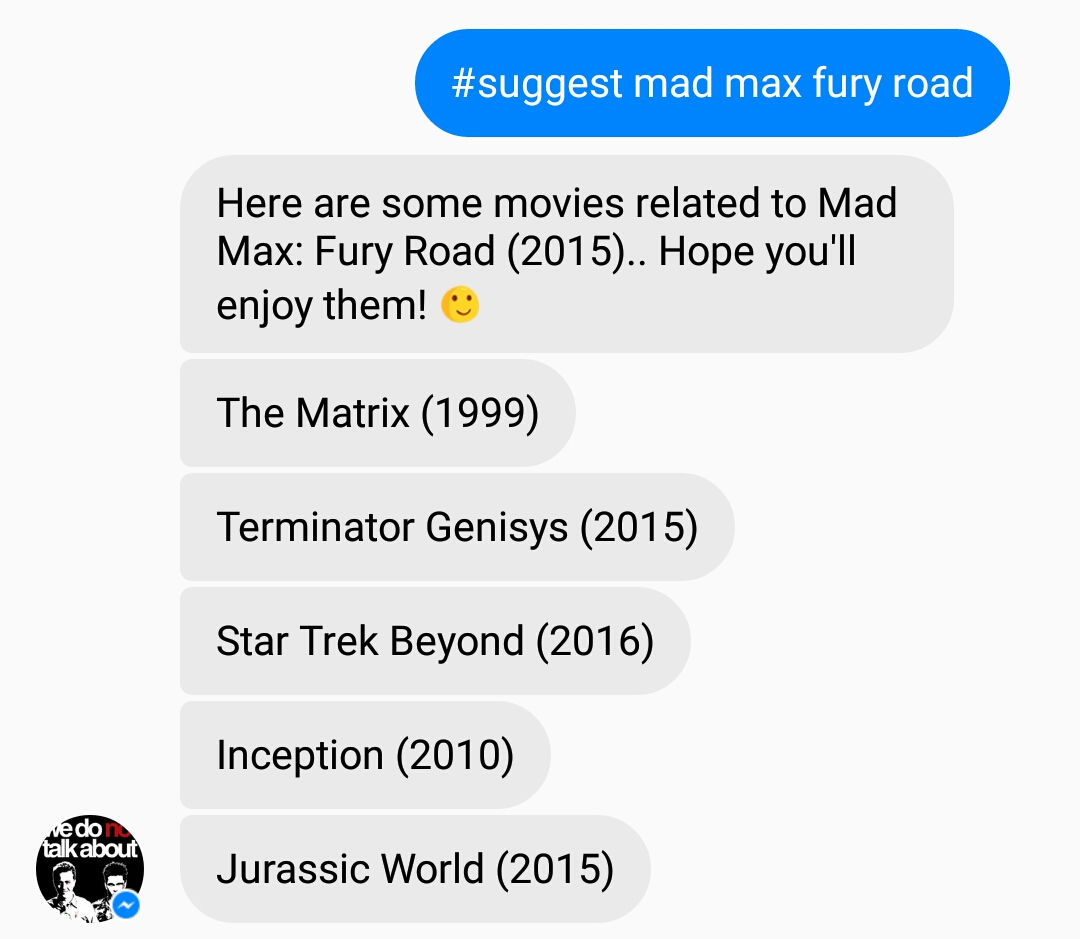 #suggest mad max fury road
Here are some movies related to Mad
Max: Fury Road (2015).. Hope you'll
enjoy them! 🙂
The Matrix (1999)
Terminator Genisys (2015)
Star Trek Beyond (2016)
Inception (2010)
Jurassic World (2015)
we do no
talk about